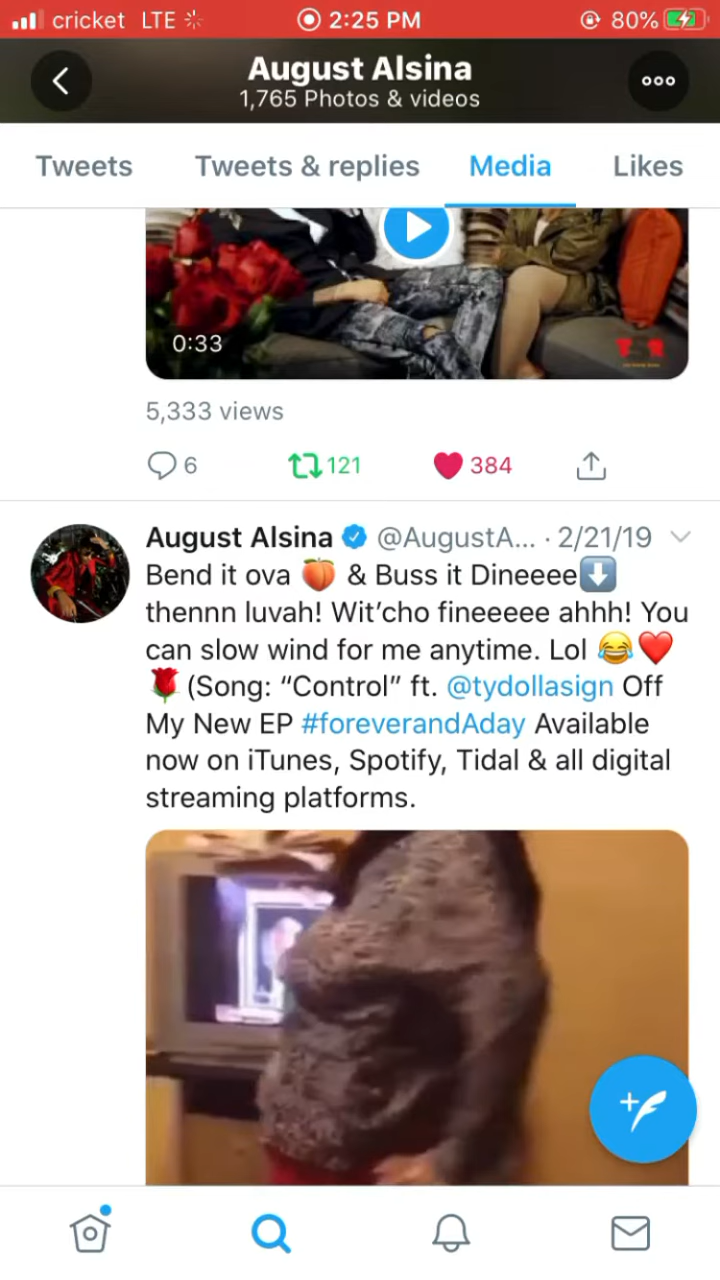 cricket LTE 2:25 PM 80%
August Alsina
1,765 Photos & videos
Tweets Tweets & replies Media Likes
0:33
5,333 views
6 121 384
August Alsina @AugustA... · 2/21/19
Bend it ova 🍑 & Buss it Dineeee⬇️
thennn luvah! Wit’cho fineeeee ahhh! You
can slow wind for me anytime. Lol 😂❤️
🌹(Song: “Control” ft. @tydollasign Off
My New EP #foreverandAday Available
now on iTunes, Spotify, Tidal & all digital
streaming platforms.